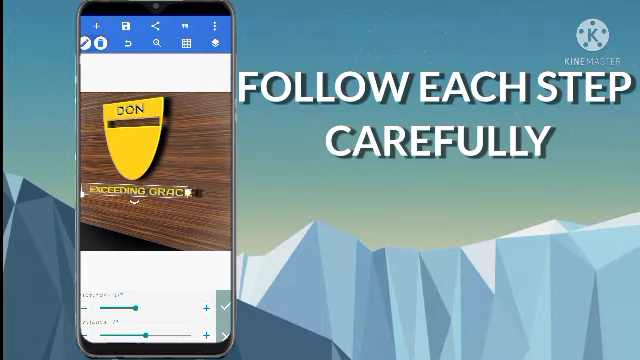 KINEMASTER
FOLLOW EACH STEP
CAREFULLY
DON
EXCEEDING GRACE